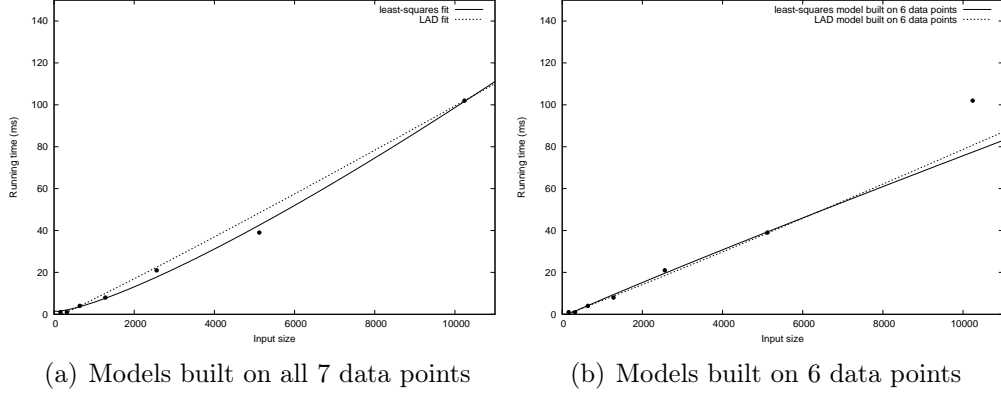 140
120
100
80
60
40
20
0
Running time (ms)
least-squares fit
LAD fit
0 2000 4000 6000 8000 10000
Input size
(a) Models built on all 7 data points
140
120
100
80
60
40
20
0
Running time (ms)
least-squares model built on 6 data points
LAD model built on 6 data points
0 2000 4000 6000 8000 10000
Input size
(b) Models built on 6 data points